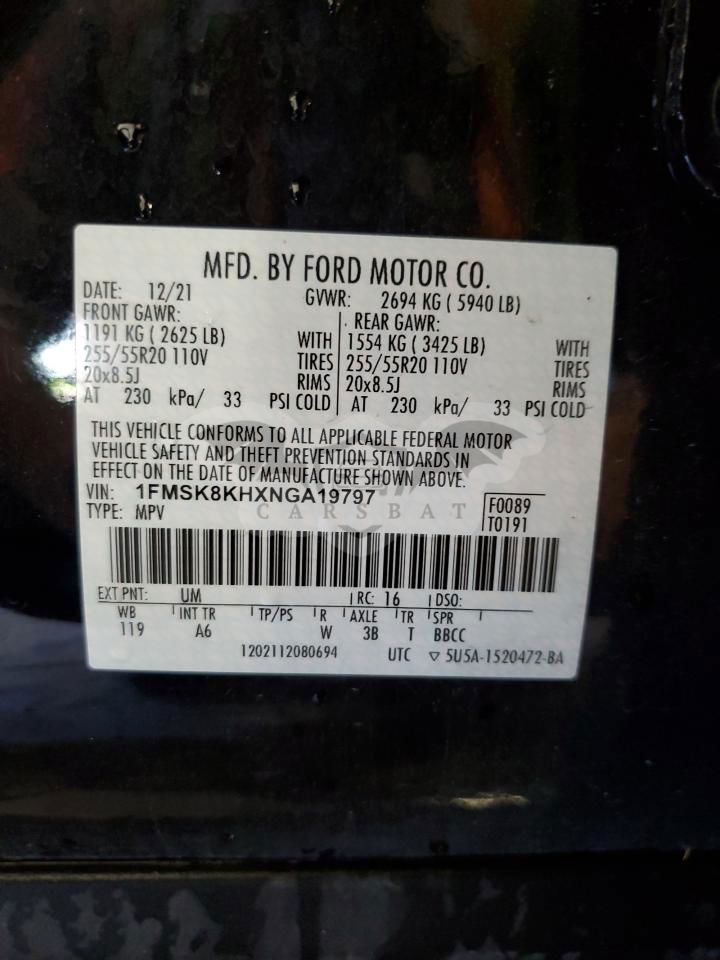 MFD. BY FORD MOTOR CO.
DATE: 12/21 GVWR: 2694 KG ( 5940 LB)
FRONT GAWR: REAR GAWR:
1191 KG ( 2625 LB) WITH 1554 KG ( 3425 LB) WITH
255/55R20 110V TIRES 255/55R20 110V TIRES
20x8.5J RIMS 20x8.5J RIMS
AT 230 kPa/ 33 PSI COLD AT 230 kPa/ 33 PSI COLD
THIS VEHICLE CONFORMS TO ALL APPLICABLE FEDERAL MOTOR
VEHICLE SAFETY AND THEFT PREVENTION STANDARDS IN
EFFECT ON THE DATE OF MANUFACTURE SHOWN ABOVE.
VIN: 1FMSK8KHXNGA19797 F0089
TYPE: MPV T0191
CARSBAT
EXT PNT: UM RC: 16 DSO:
WB INT TR TP/PS R AXLE TR SPR
119 A6 W 3B T BBCC
1202112080694 UTC ▽ 5U5A-1520472-BA